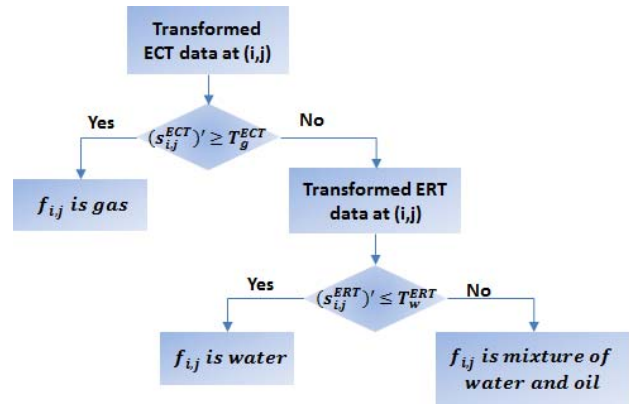 Transformed
ECT data at (i,j)
Yes
(s_{i,j}^{ECT})′ ≥ T_g^{ECT}
No
f_{i,j} is gas
Transformed ERT
data at (i,j)
Yes
(s_{i,j}^{ERT})′ ≤ T_w^{ERT}
No
f_{i,j} is water
f_{i,j} is mixture of
water and oil